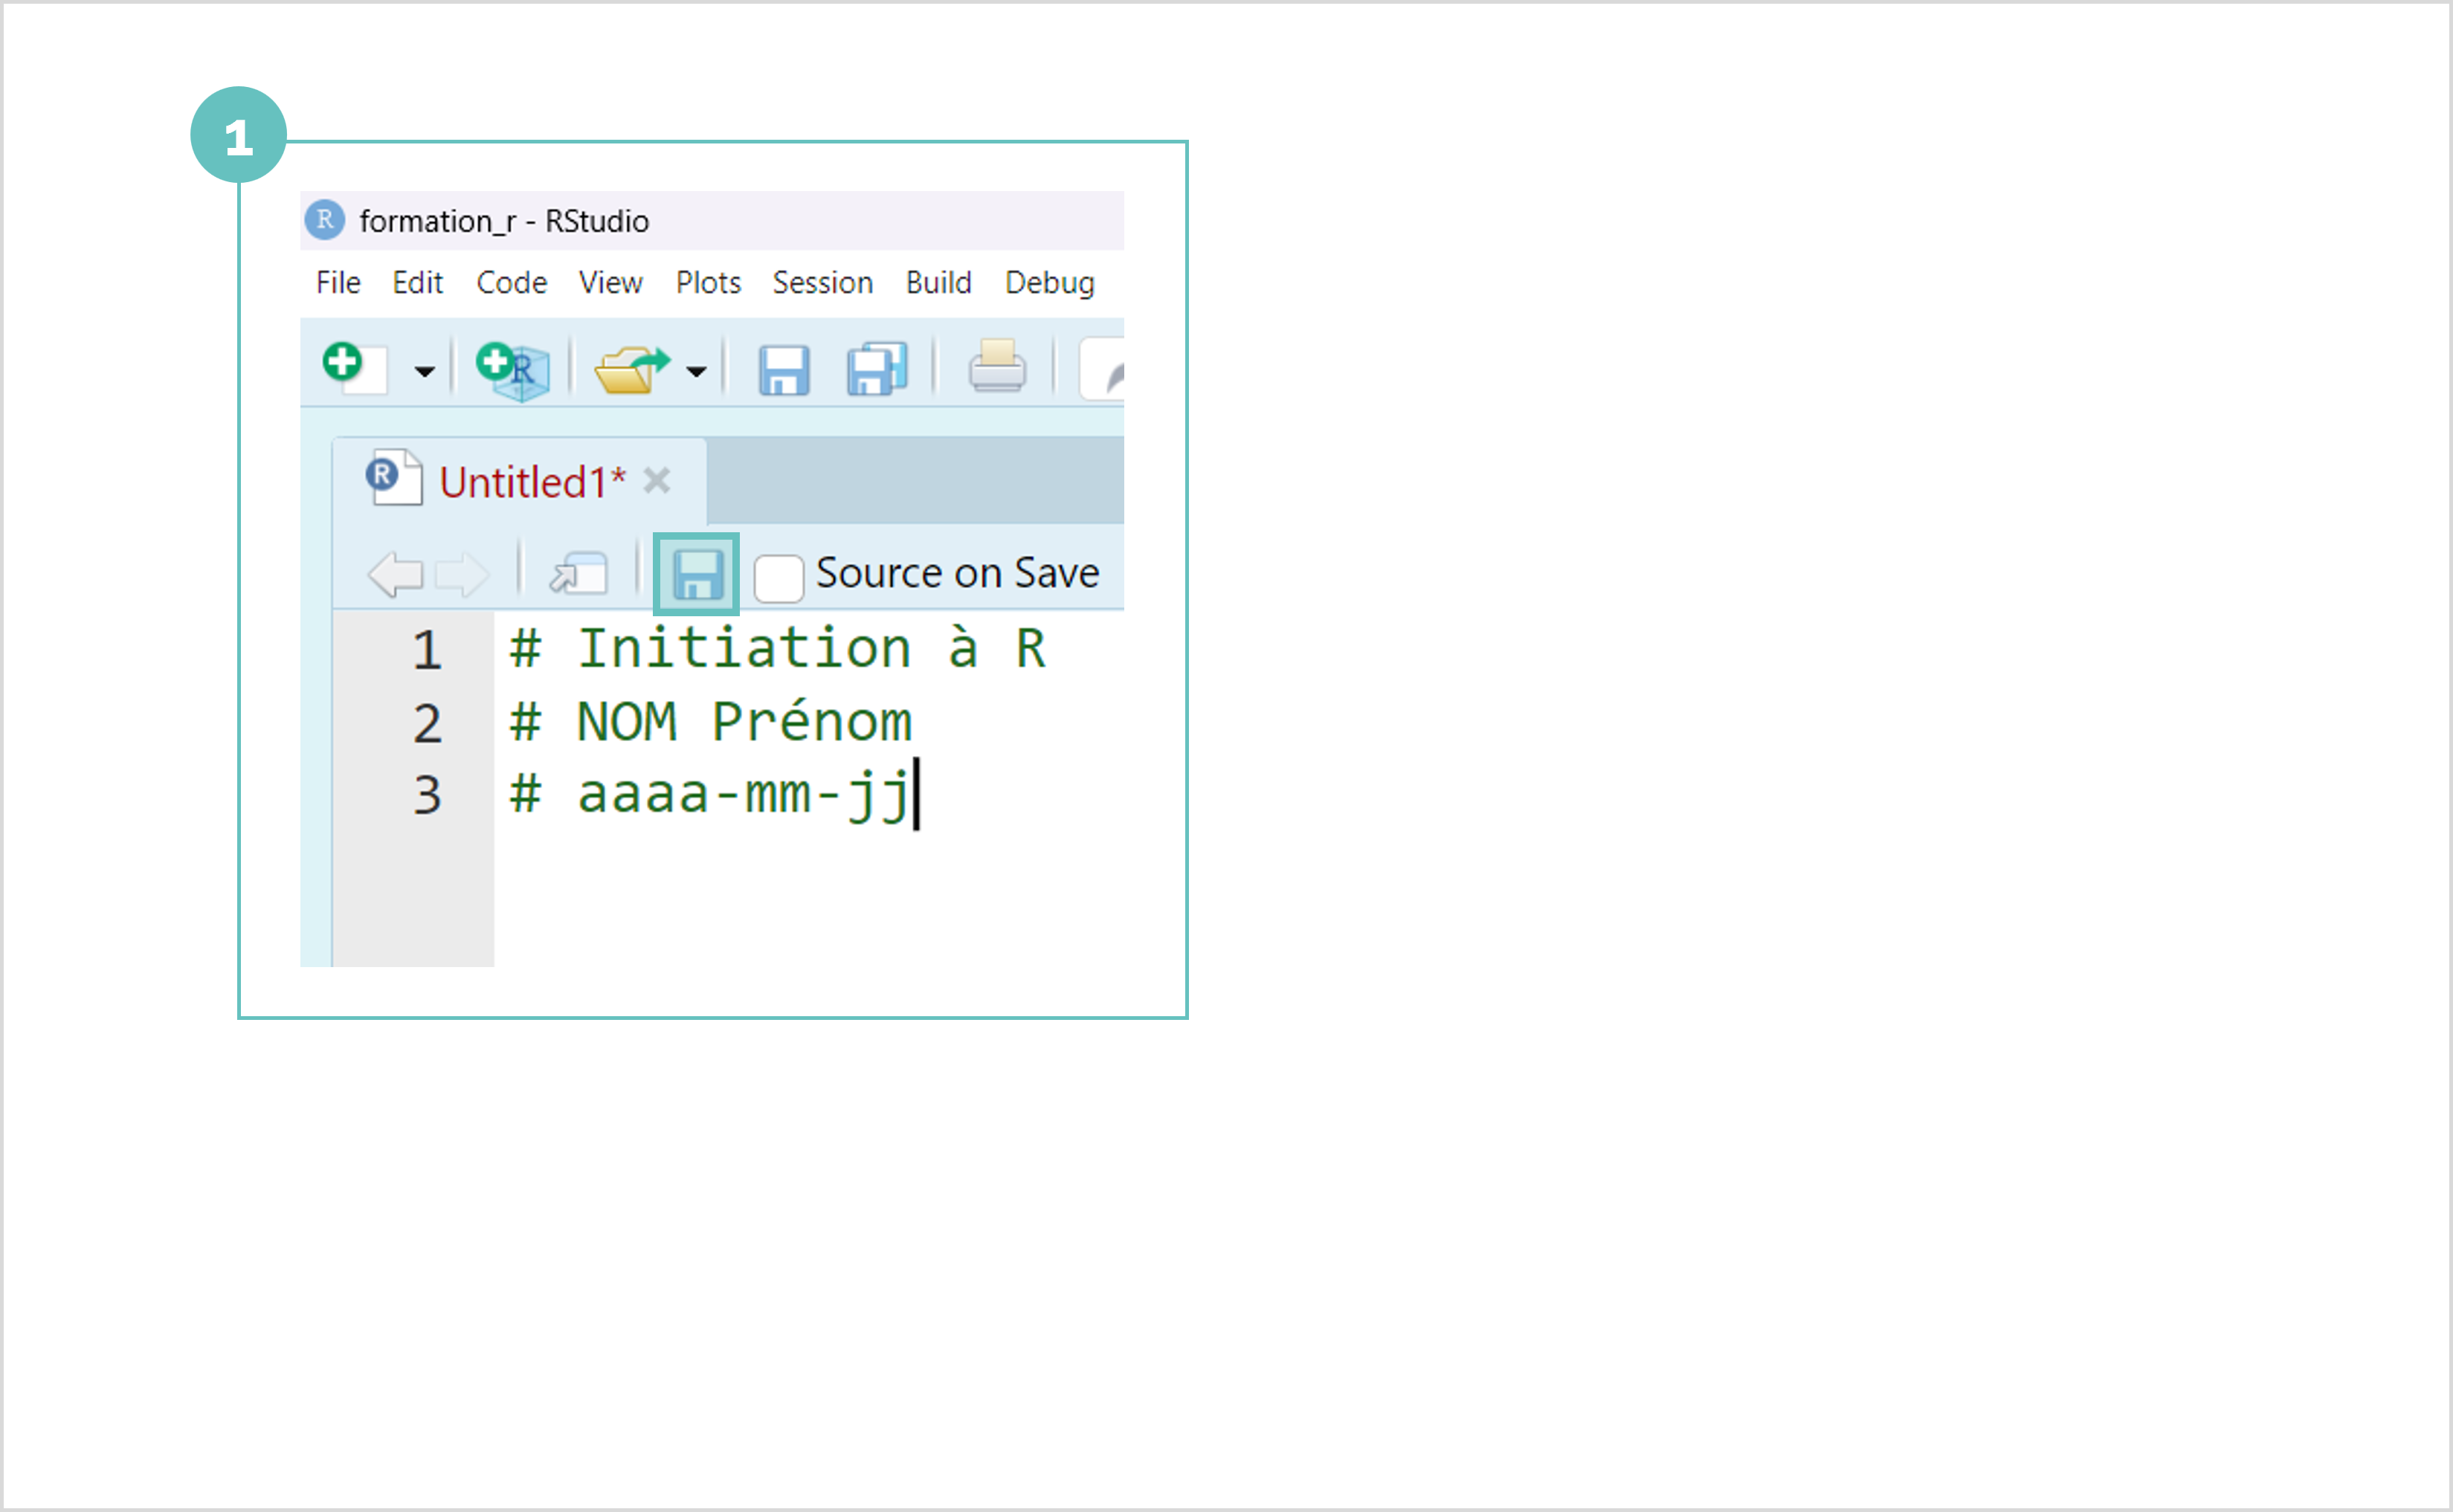 1
R formation_r - RStudio
File Edit Code View Plots Session Build Debug
R
R Untitled1*
Source on Save
1 # Initiation à R
2 # NOM Prénom
3 # aaaa-mm-jj